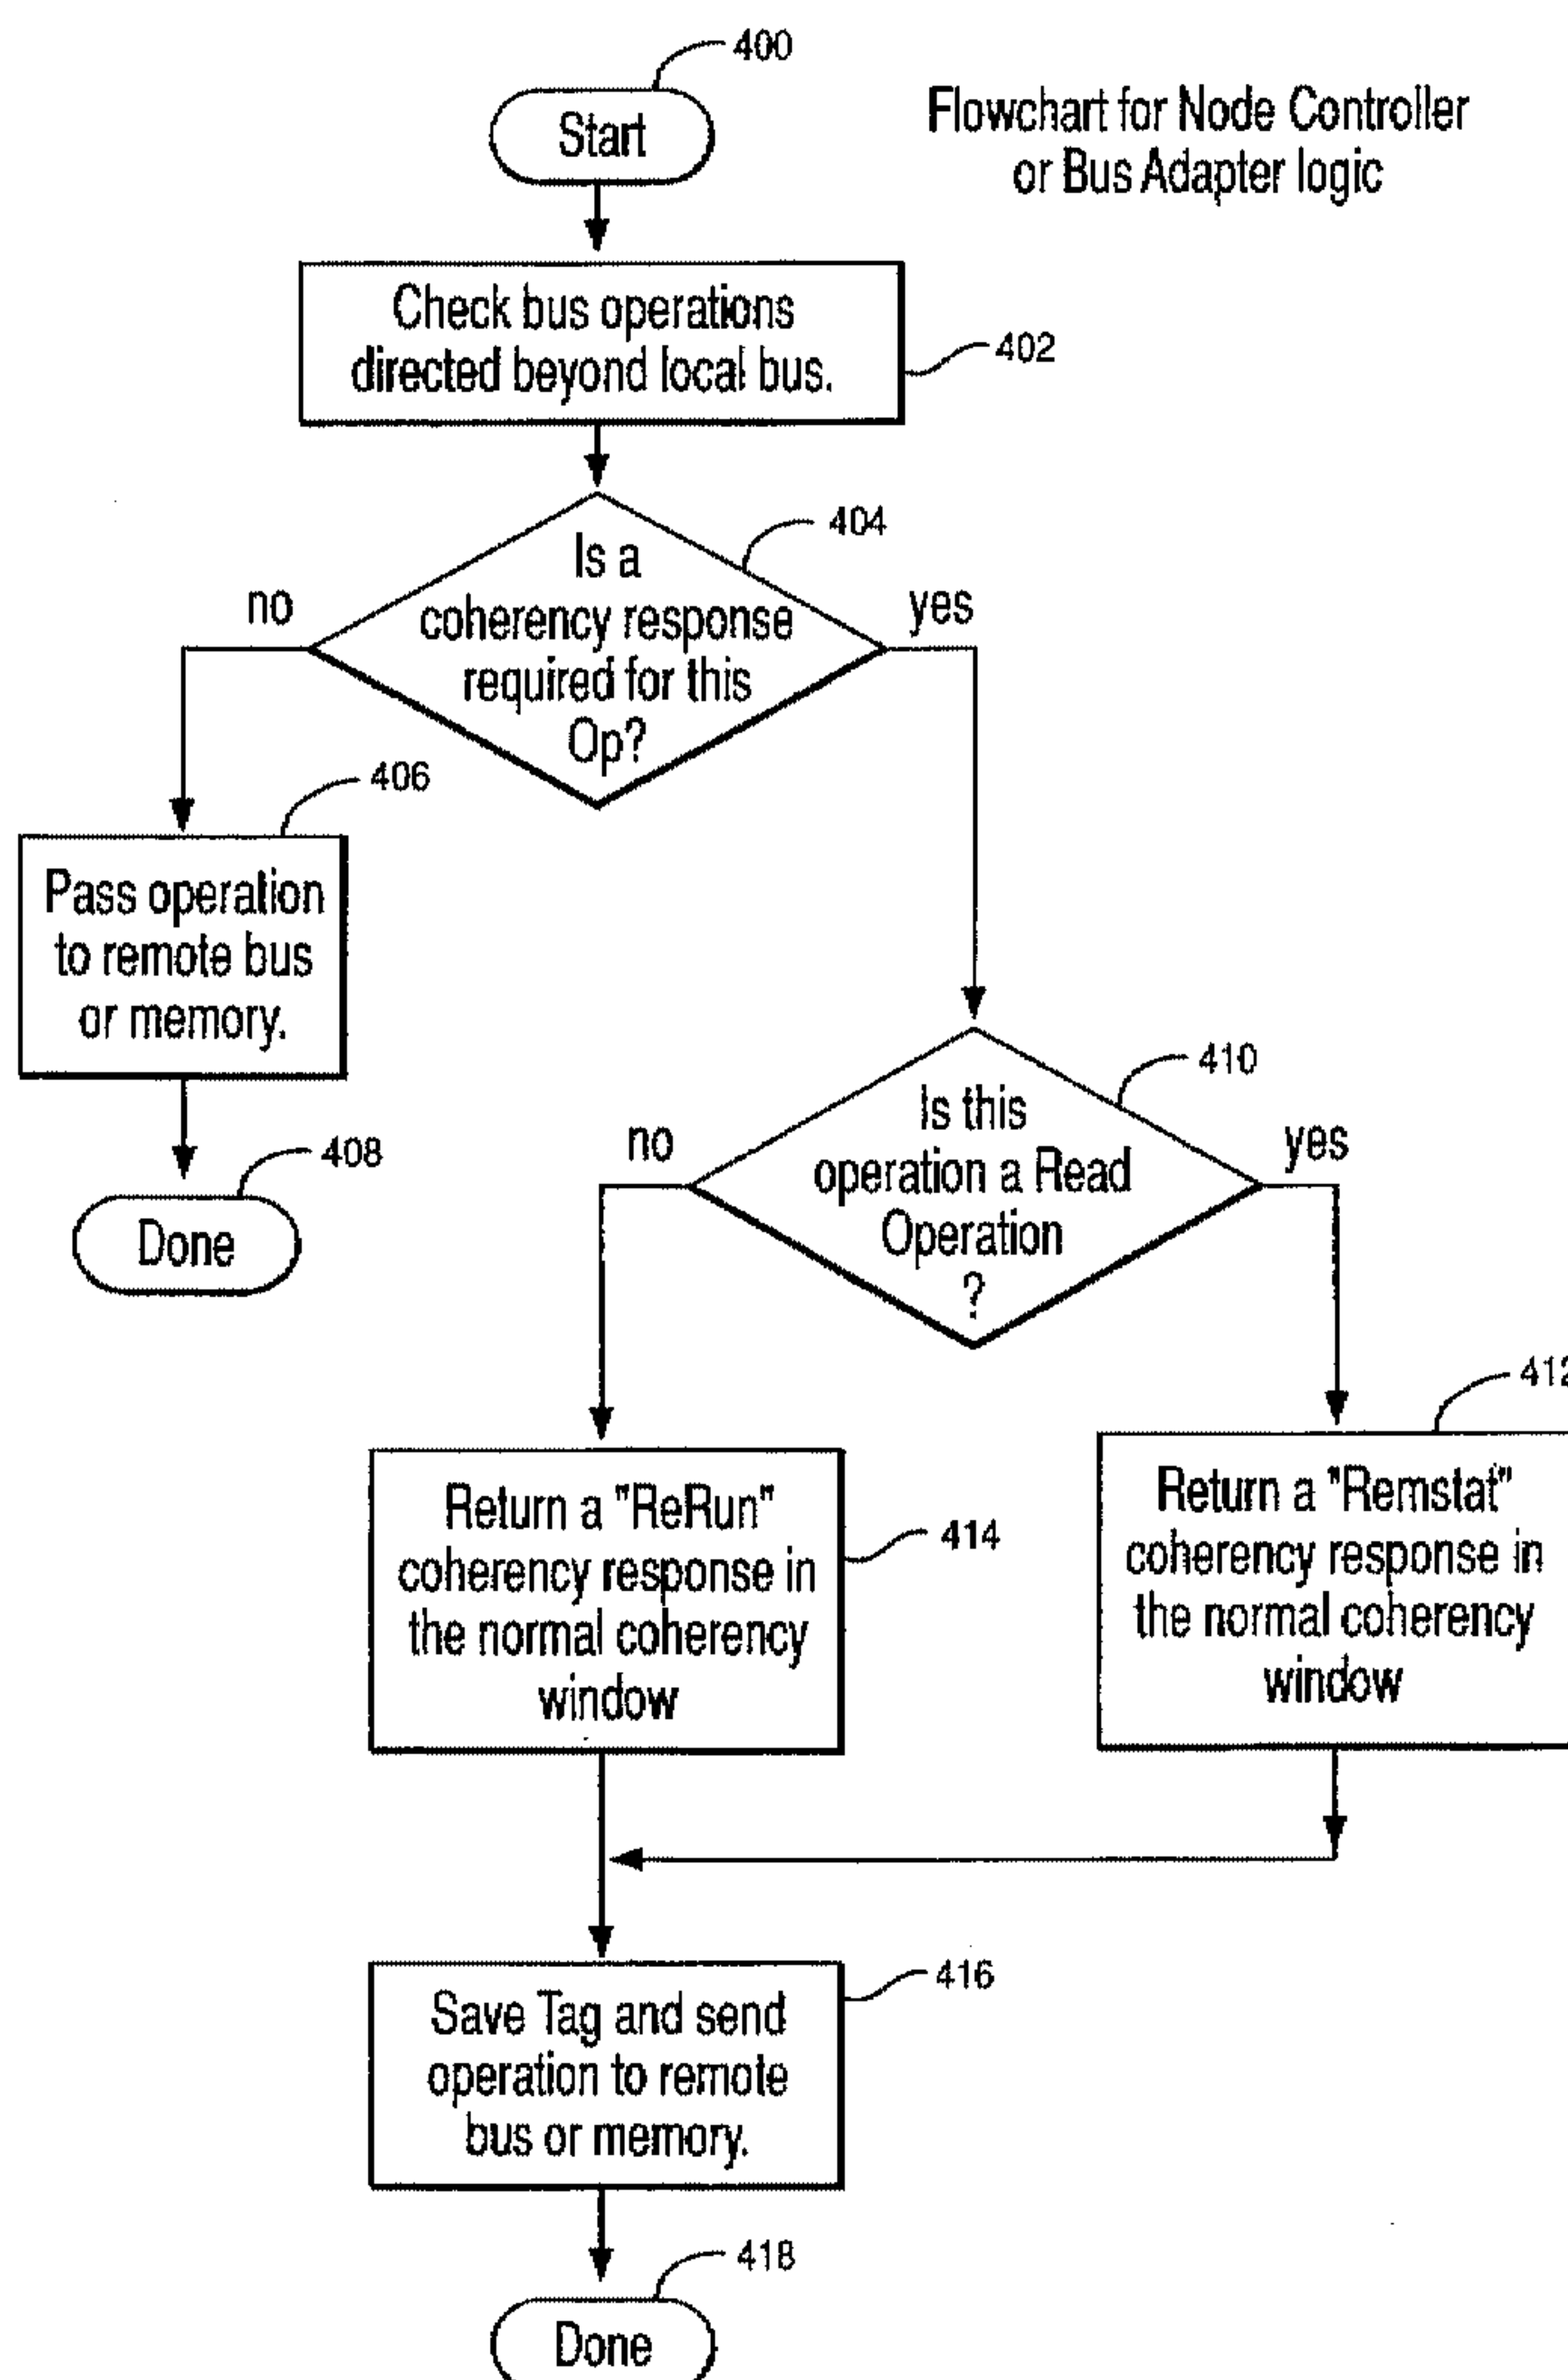 400
Start
Flowchart for Node Controller
or Bus Adapter logic
Check bus operations
directed beyond local bus.
402
404
Is a
coherency response
required for this
Op?
no
yes
406
Pass operation
to remote bus
or memory.
408
Done
410
Is this
operation a Read
Operation
?
no
yes
412
Return a "ReRun"
coherency response in
the normal coherency
window
414
Return a "Remstat"
coherency response in
the normal coherency
window
416
Save Tag and send
operation to remote
bus or memory.
418
Done